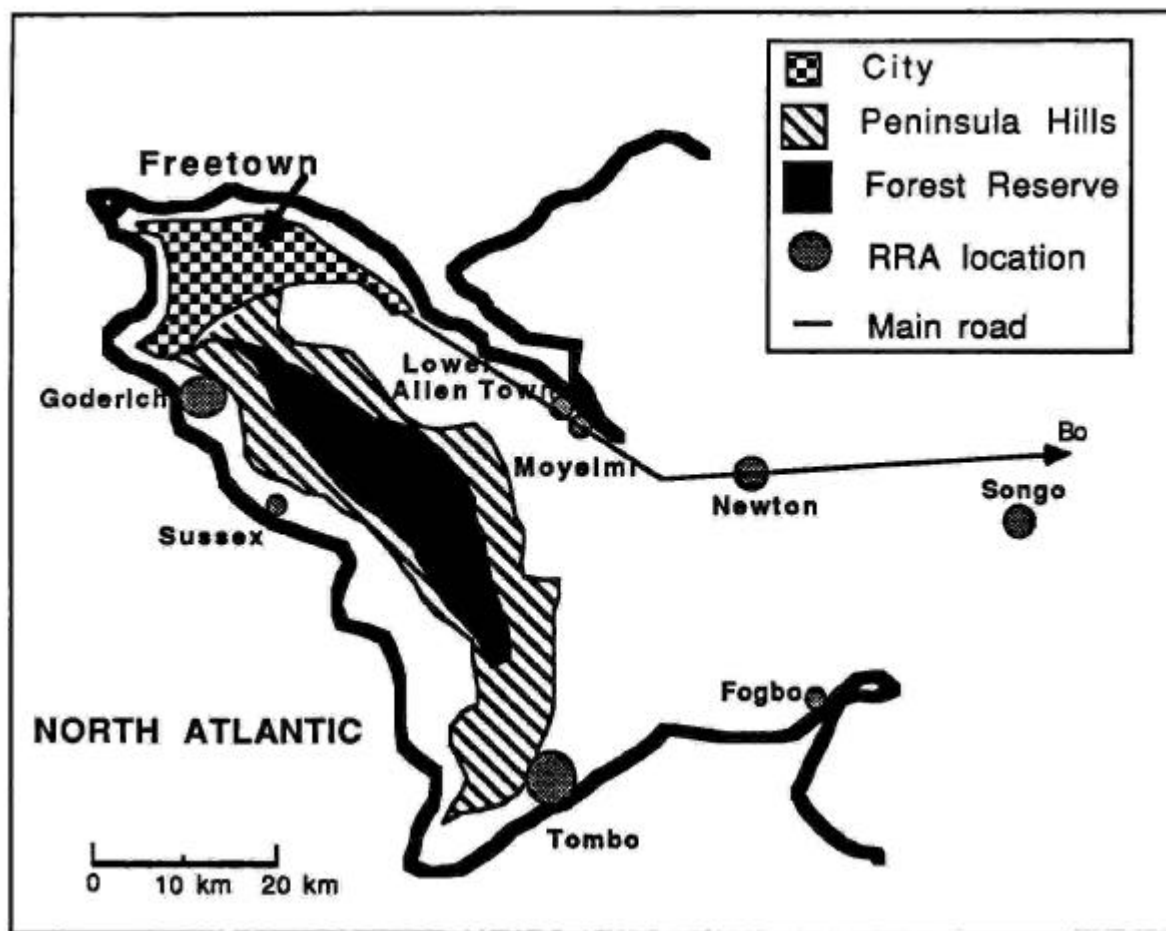 City
Peninsula Hills
Forest Reserve
RRA location
Main road
Freetown
Lower
Allen Town
Goderich
Moyelmi
Bo
Newton
Songo
Sussex
Fogbo
NORTH ATLANTIC
Tombo
0 10 km 20 km